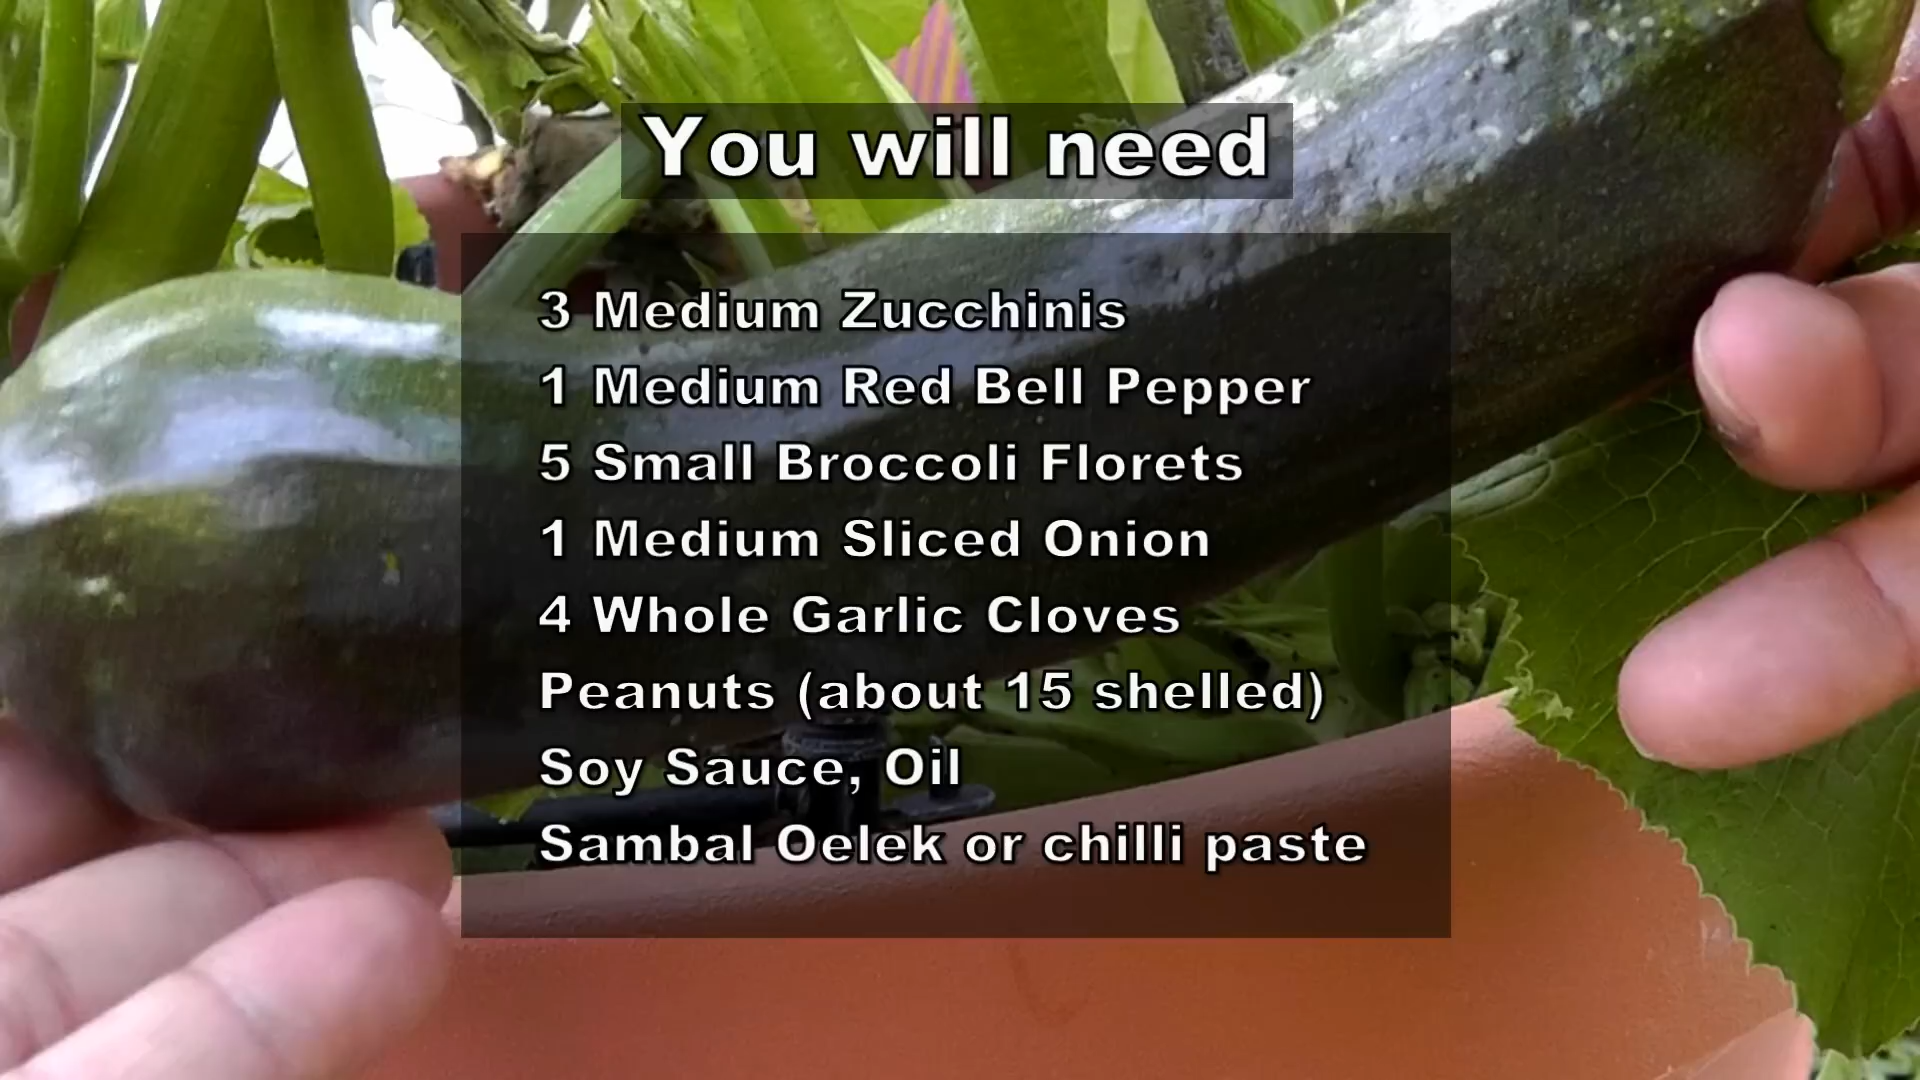 You will need
3 Medium Zucchinis
1 Medium Red Bell Pepper
5 Small Broccoli Florets
1 Medium Sliced Onion
4 Whole Garlic Cloves
Peanuts (about 15 shelled)
Soy Sauce, Oil
Sambal Oelek or chilli paste